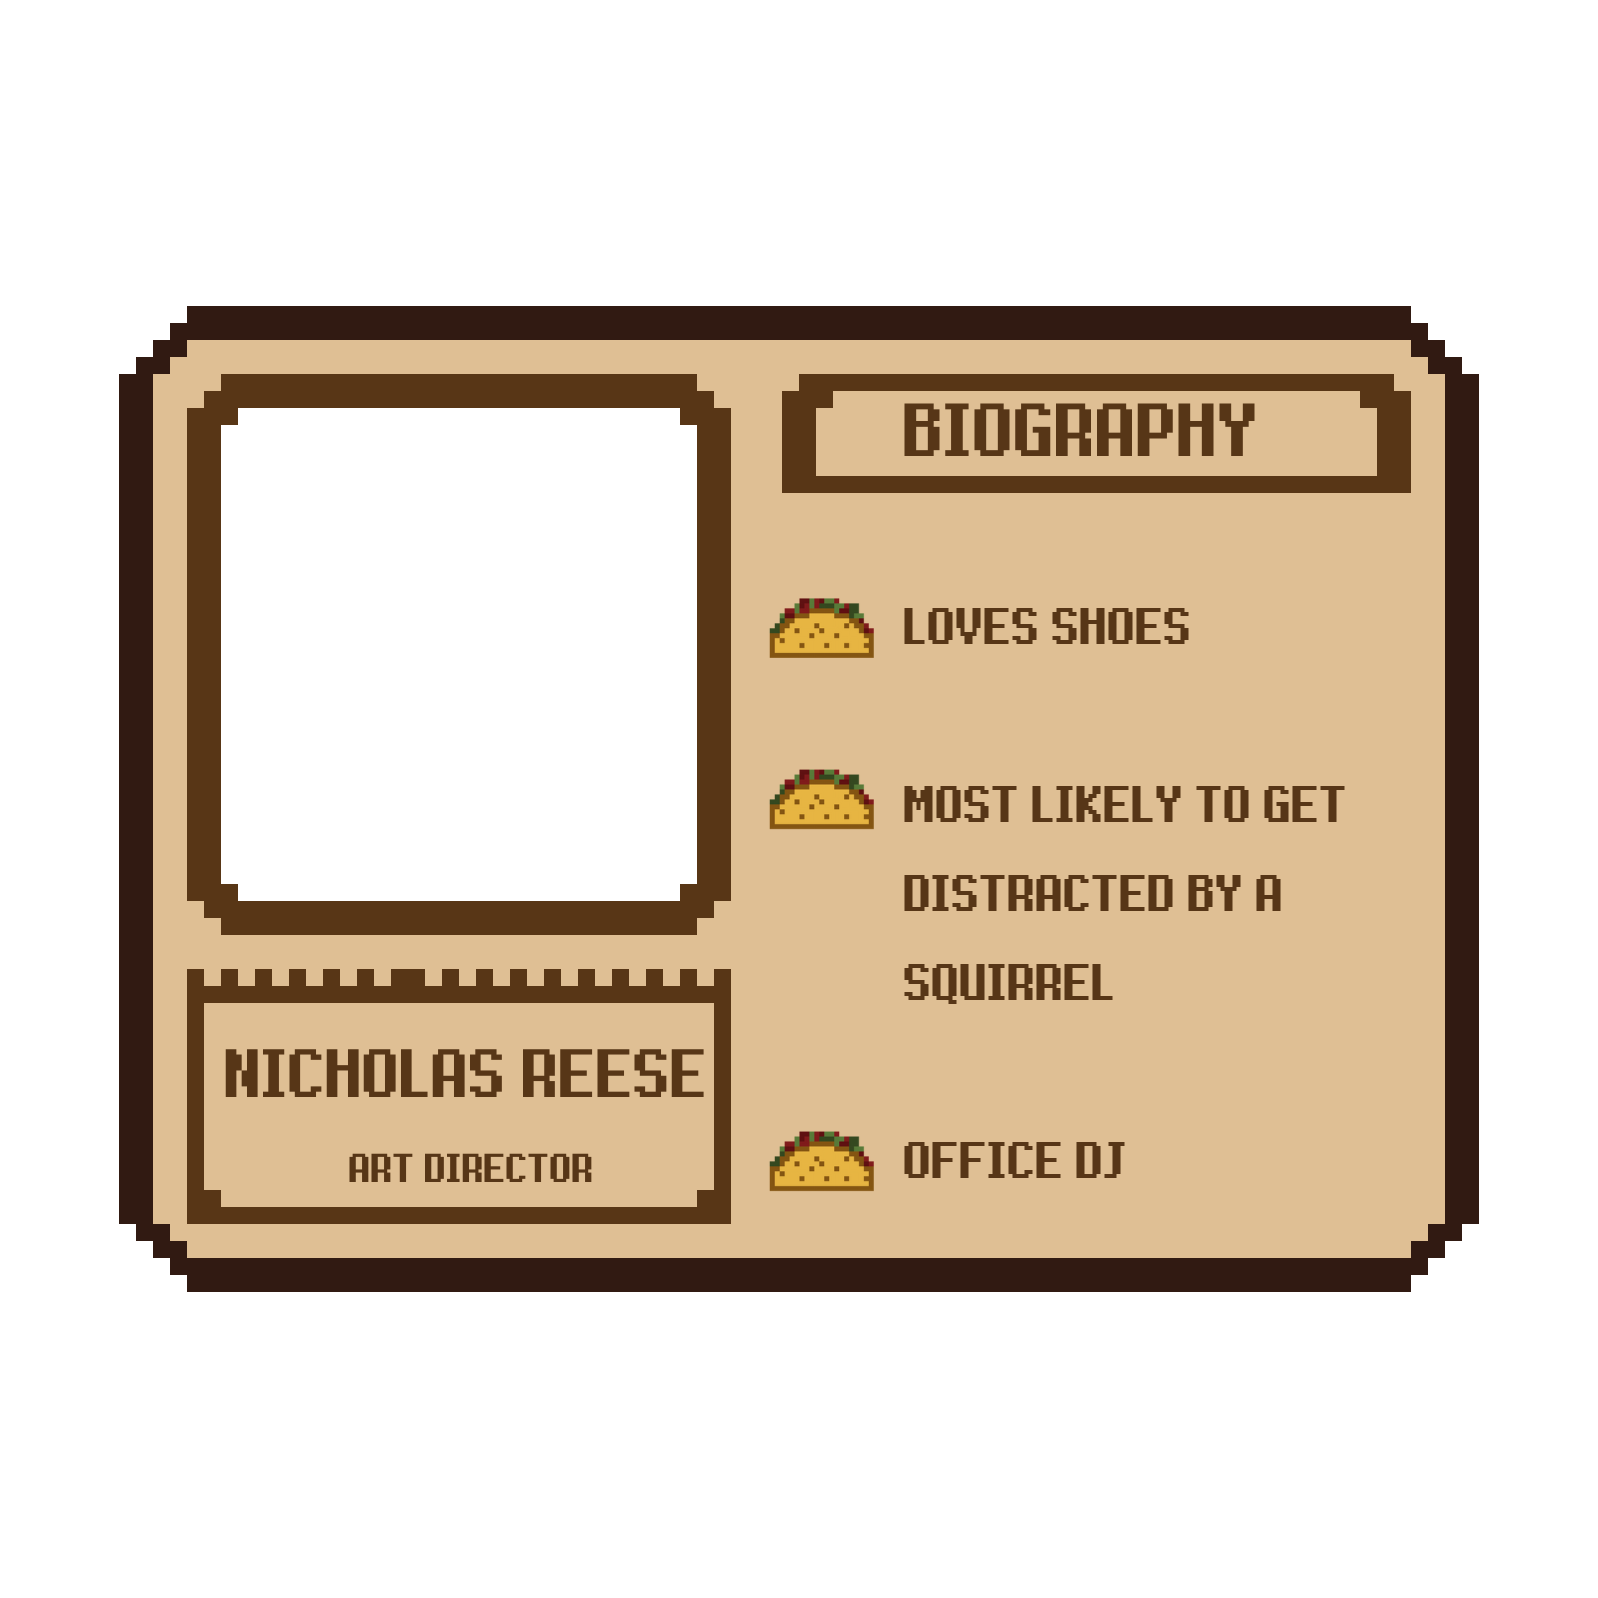 BIOGRAPHY
LOVES SHOES
MOST LIKELY TO GET
DISTRACTED BY A
SQUIRREL
OFFICE DJ
NICHOLAS REESE
ART DIRECTOR